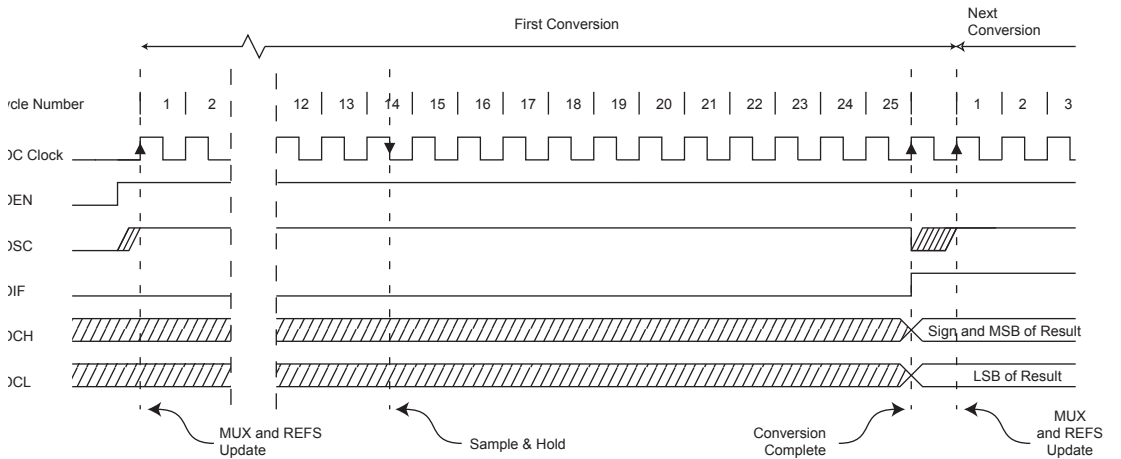 First Conversion
Next
Conversion
ycle Number 1 2 12 13 14 15 16 17 18 19 20 21 22 23 24 25 1 2 3
DC Clock
DEN
DSC
DIF
DCH
Sign and MSB of Result
DCL
LSB of Result
MUX and REFS
Update
Sample & Hold
Conversion
Complete
MUX
and REFS
Update